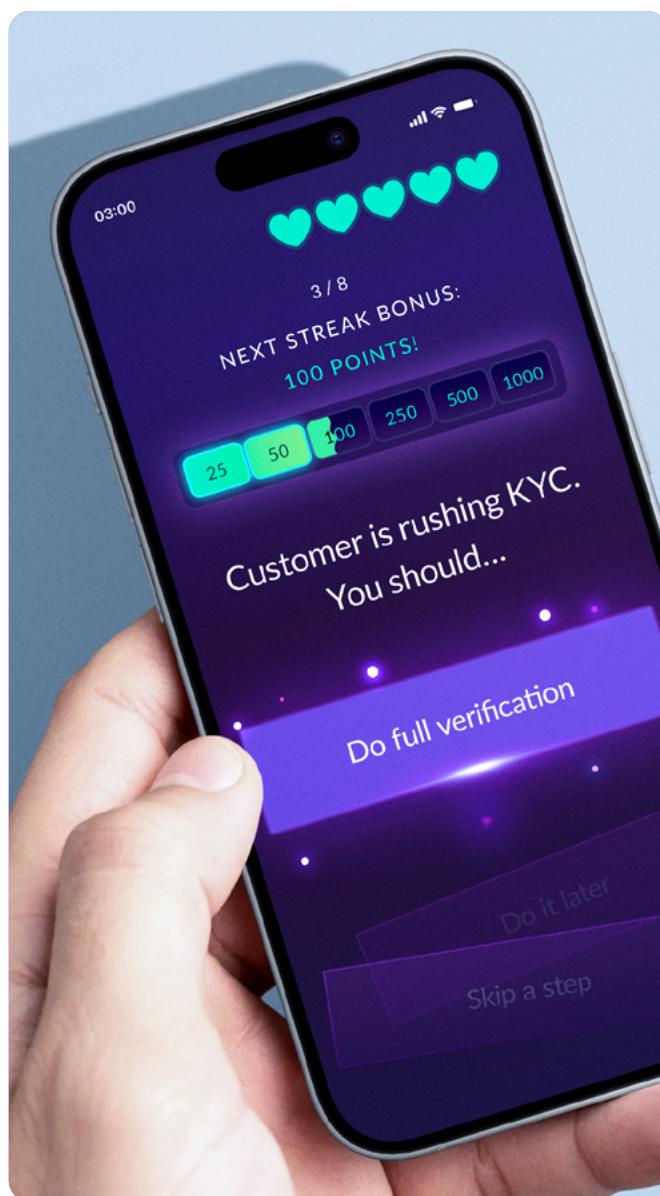 03:00
3 / 8
NEXT STREAK BONUS:
100 POINTS!
25 50 100 250 500 1000
Customer is rushing KYC.
You should...
Do full verification
Do it later
Skip a step